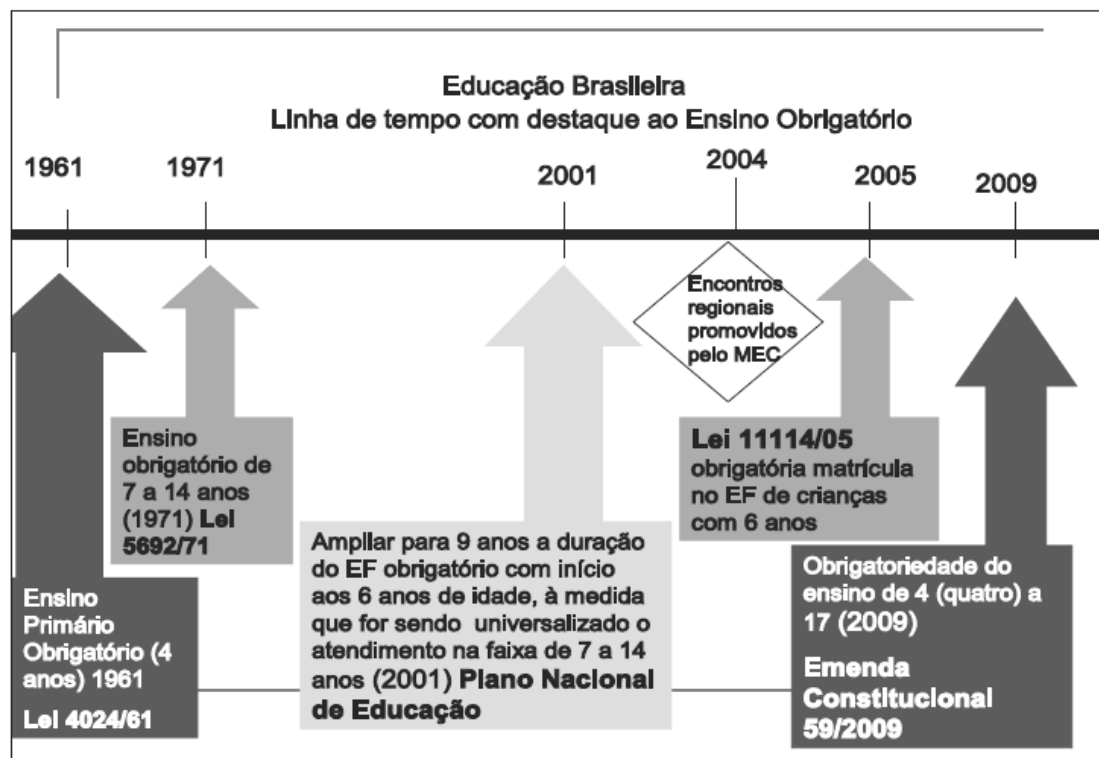 Educação Brasileira
Linha de tempo com destaque ao Ensino Obrigatório
1961
1971
2001
2004
2005
2009
Encontros
regionais
promovidos
pelo MEC
Ensino
obrigatório de
7 a 14 anos
(1971) Lei
5692/71
Lei 11114/05
obrigatória matrícula
no EF de crianças
com 6 anos
Ampliar para 9 anos a duração
do EF obrigatório com início
aos 6 anos de idade, à medida
que for sendo universalizado o
atendimento na faixa de 7 a 14
anos (2001) Plano Nacional
de Educação
Obrigatoriedade do
ensino de 4 (quatro) a
17 (2009)
Emenda
Constitucional
59/2009
Ensino
Primário
Obrigatório (4
anos) 1961
Lei 4024/61